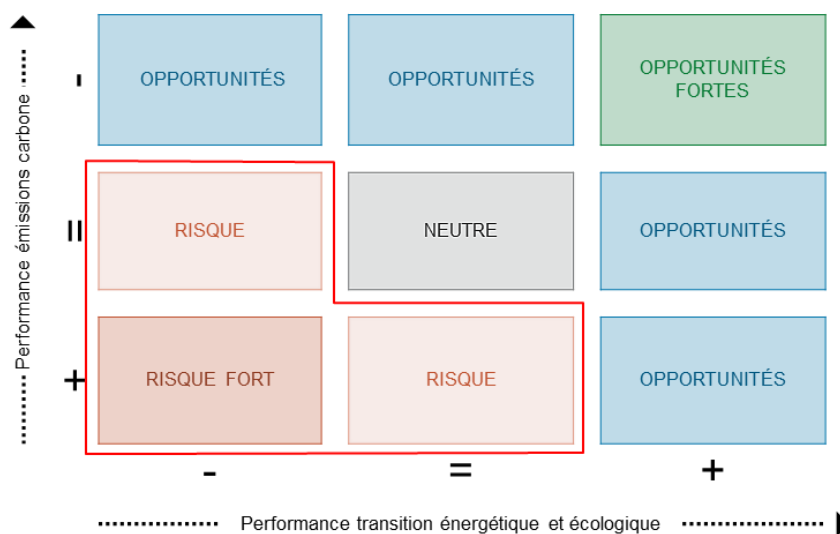 Performance émissions carbone
-
OPPORTUNITÉS
OPPORTUNITÉS
OPPORTUNITÉS
FORTES
=
RISQUE
NEUTRE
OPPORTUNITÉS
+
RISQUE FORT
RISQUE
OPPORTUNITÉS
- = +
Performance transition énergétique et écologique